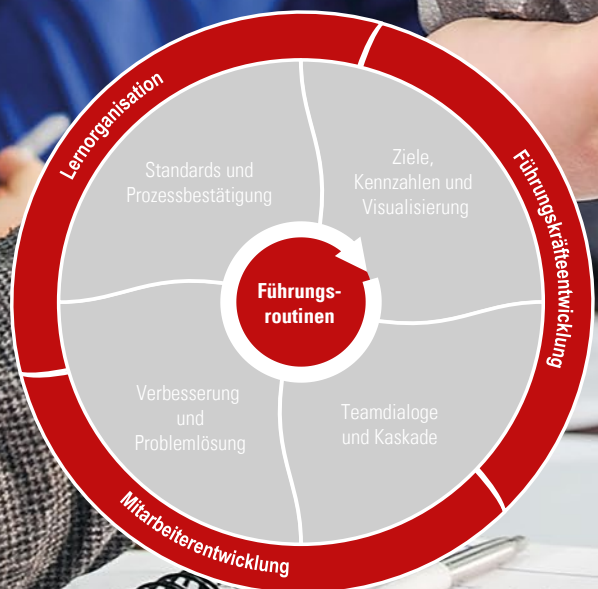 Lernorganisation
Führungskräfteentwicklung
Standards und
Prozessbestätigung
Ziele,
Kennzahlen und
Visualisierung
Führungs-
routinen
Verbesserung
und
Problemlösung
Teamdialoge
und Kaskade
Mitarbeiterentwicklung